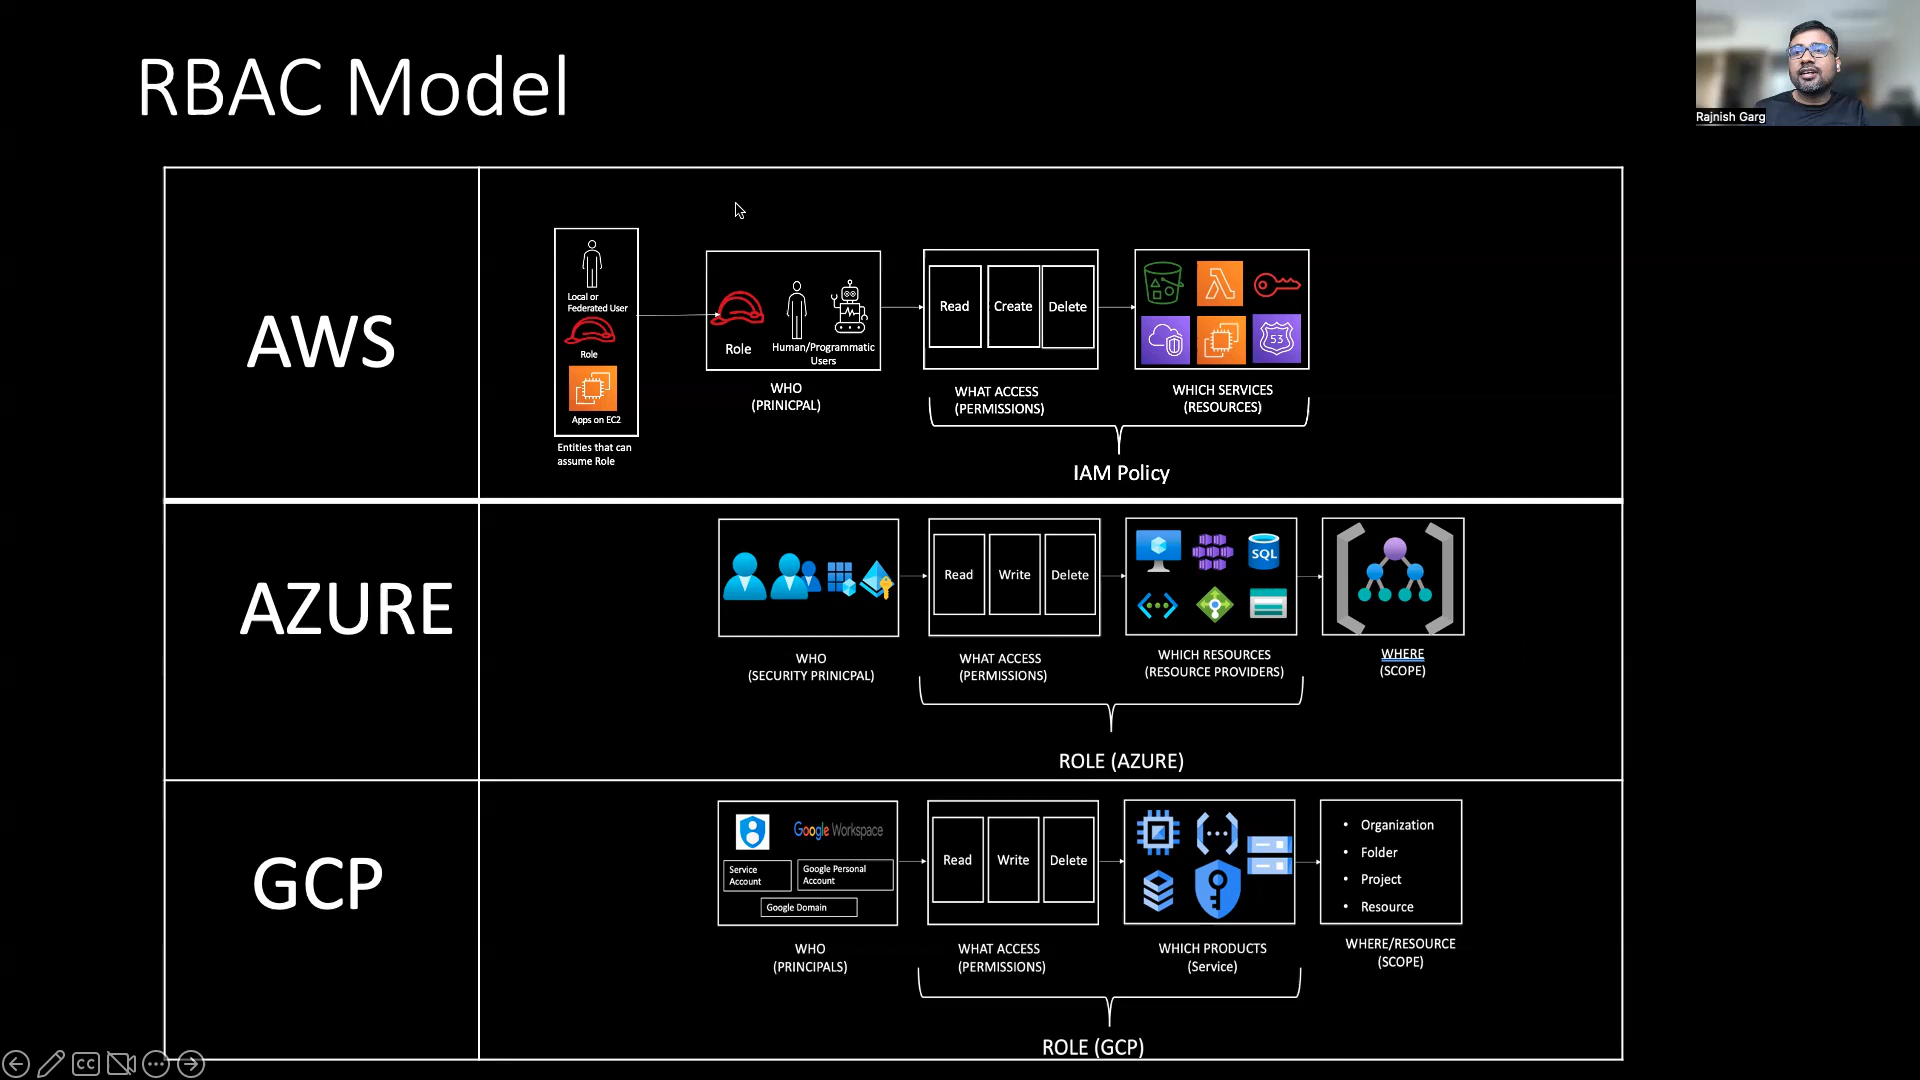 RBAC Model
Rajnish Garg
AWS
Local or
Federated User
Role
Apps on EC2
Entities that can
assume Role
Role
Human/Programmatic
Users
WHO
(PRINICPAL)
Read
Create
Delete
WHAT ACCESS
(PERMISSIONS)
53
WHICH SERVICES
(RESOURCES)
IAM Policy
AZURE
WHO
(SECURITY PRINICPAL)
Read
Write
Delete
WHAT ACCESS
(PERMISSIONS)
SQL
WHICH RESOURCES
(RESOURCE PROVIDERS)
WHERE
(SCOPE)
ROLE (AZURE)
GCP
Google Workspace
Service
Account
Google Personal
Account
Google Domain
WHO
(PRINCIPALS)
Read
Write
Delete
WHAT ACCESS
(PERMISSIONS)
WHICH PRODUCTS
(Service)
• Organization
• Folder
• Project
• Resource
WHERE/RESOURCE
(SCOPE)
ROLE (GCP)
CC